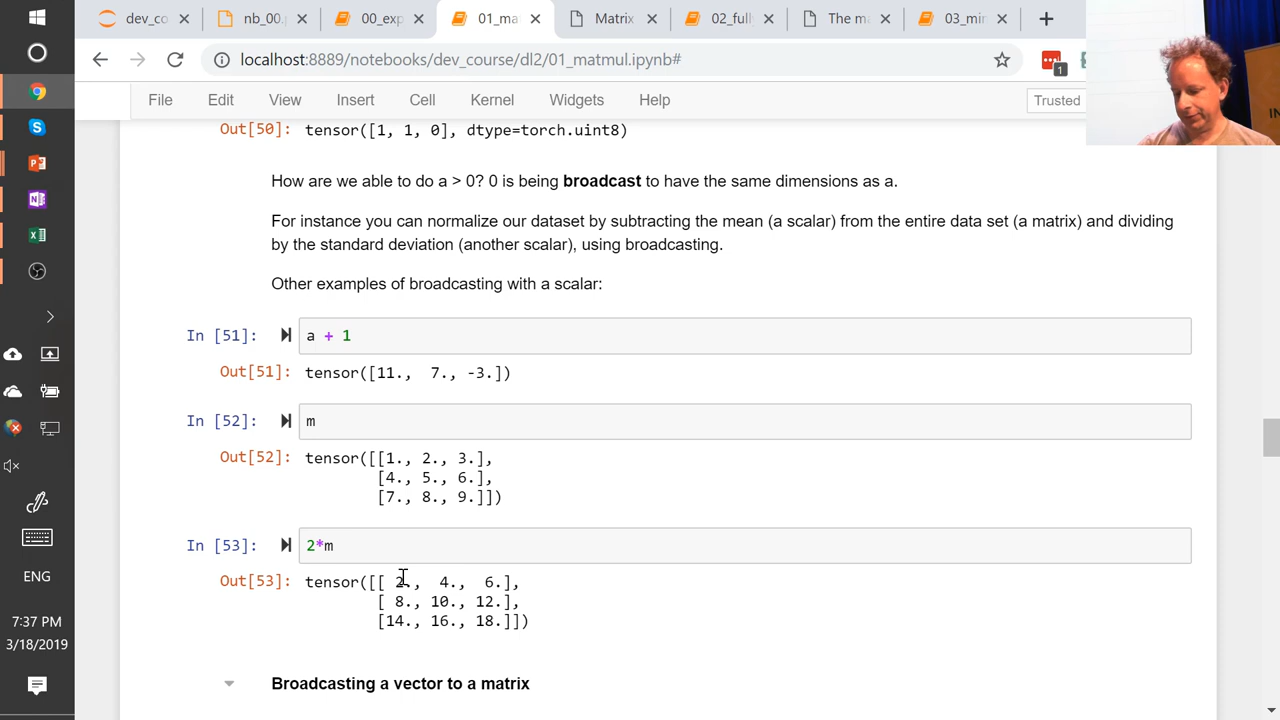 dev_co
nb_00.
00_exp
01_ma
Matrix
02_fully
The ma
03_min
localhost:8889/notebooks/dev_course/dl2/01_matmul.ipynb#
1
File Edit View Insert Cell Kernel Widgets Help
Trusted
IN
Out[50]: tensor([1, 1, 0], dtype=torch.uint8)
How are we able to do a > 0? 0 is being broadcast to have the same dimensions as a.
For instance you can normalize our dataset by subtracting the mean (a scalar) from the entire data set (a matrix) and dividing
by the standard deviation (another scalar), using broadcasting.
Other examples of broadcasting with a scalar:
In [51]: a + 1
Out[51]: tensor([11., 7., -3.])
In [52]: m
Out[52]: tensor([[1., 2., 3.],
[4., 5., 6.],
[7., 8., 9.]])
In [53]: 2*m
Out[53]: tensor([[ 2., 4., 6.],
[ 8., 10., 12.],
[14., 16., 18.]])
Broadcasting a vector to a matrix
ENG
7:37 PM
3/18/2019